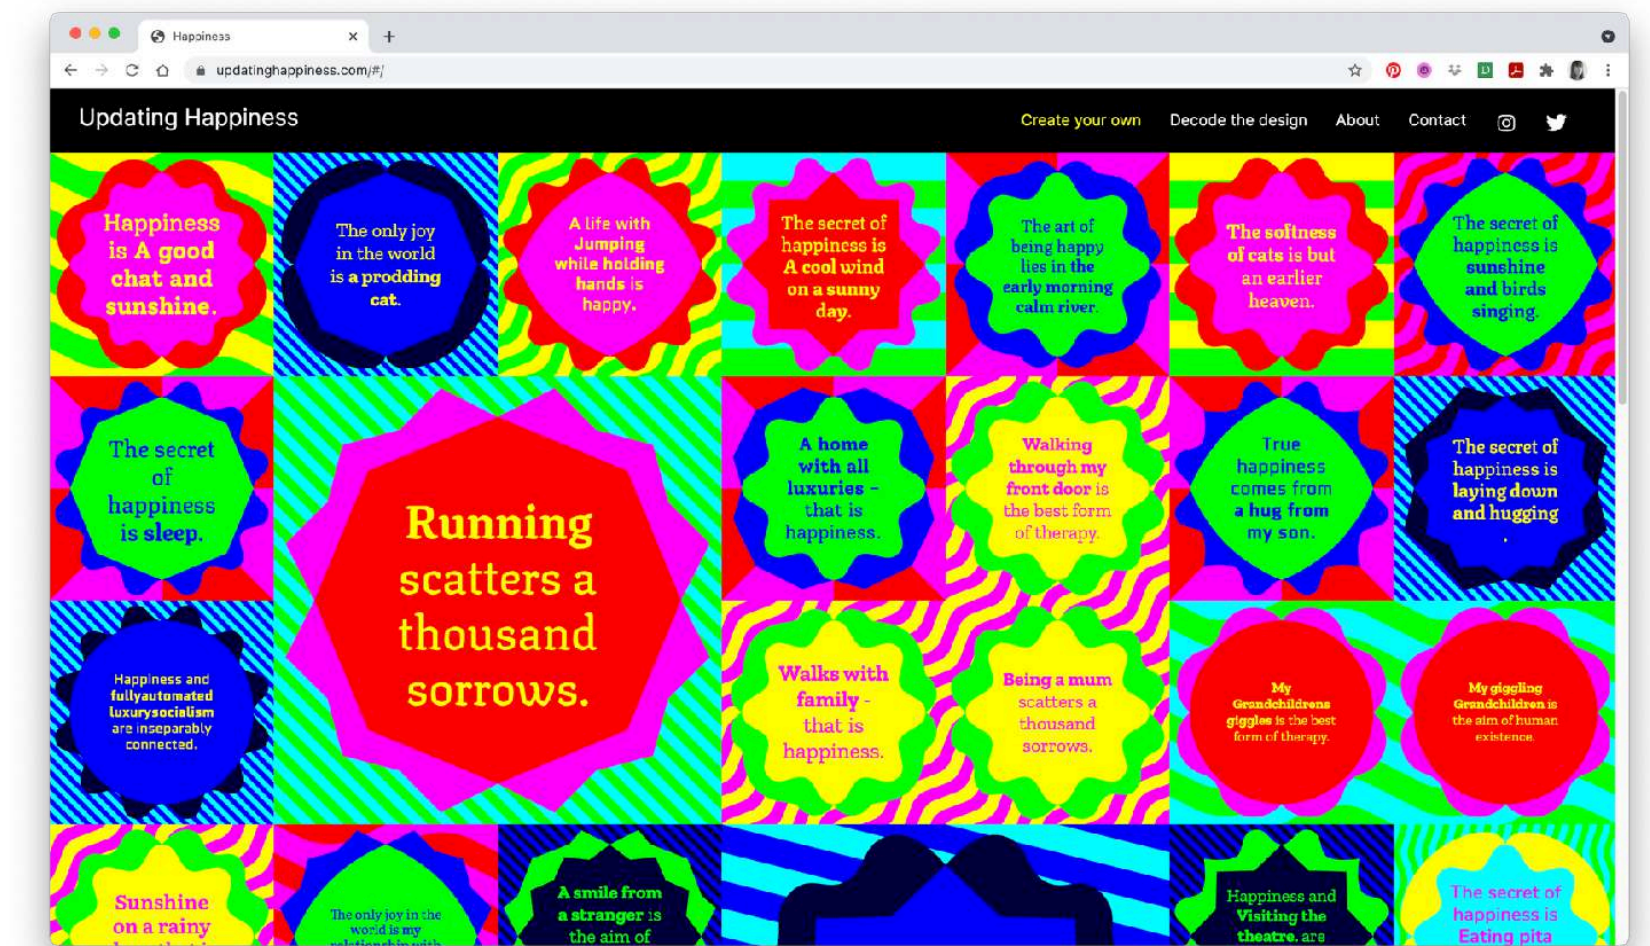 Happiness
updatinghappiness.com/#/
Updating Happiness
Create your own
Decode the design
About
Contact
Happiness
is A good
chat and
sunshine.
The only joy
in the world
is a prodding
cat.
A life with
Jumping
while holding
hands is
happy.
The secret of
happiness is
A cool wind
on a sunny
day.
The art of
being happy
lies in the
early morning
calm river.
The softness
of cats is but
an earlier
heaven.
The secret of
happiness is
sunshine
and birds
singing.
The secret
of
happiness
is sleep.
Running
scatters a
thousand
sorrows.
A home
with all
luxuries -
that is
happiness.
Walking
through my
front door is
the best form
of therapy.
True
happiness
comes from
a hug from
my son.
The secret of
happiness is
laying down
and hugging
.
Happiness and
fullyautomated
luxurysocialism
are inseparably
connected.
Walks with
family -
that is
happiness.
Being a mum
scatters a
thousand
sorrows.
My
Grandchildrens
giggles is the best
form of therapy.
My giggling
Grandchildren is
the aim of human
existence.
Sunshine
on a rainy
The only joy in the
world is my
relationship with
A smile from
a stranger is
the aim of
Happiness and
Visiting the
theatre. are
The secret of
happiness is
Eating pita